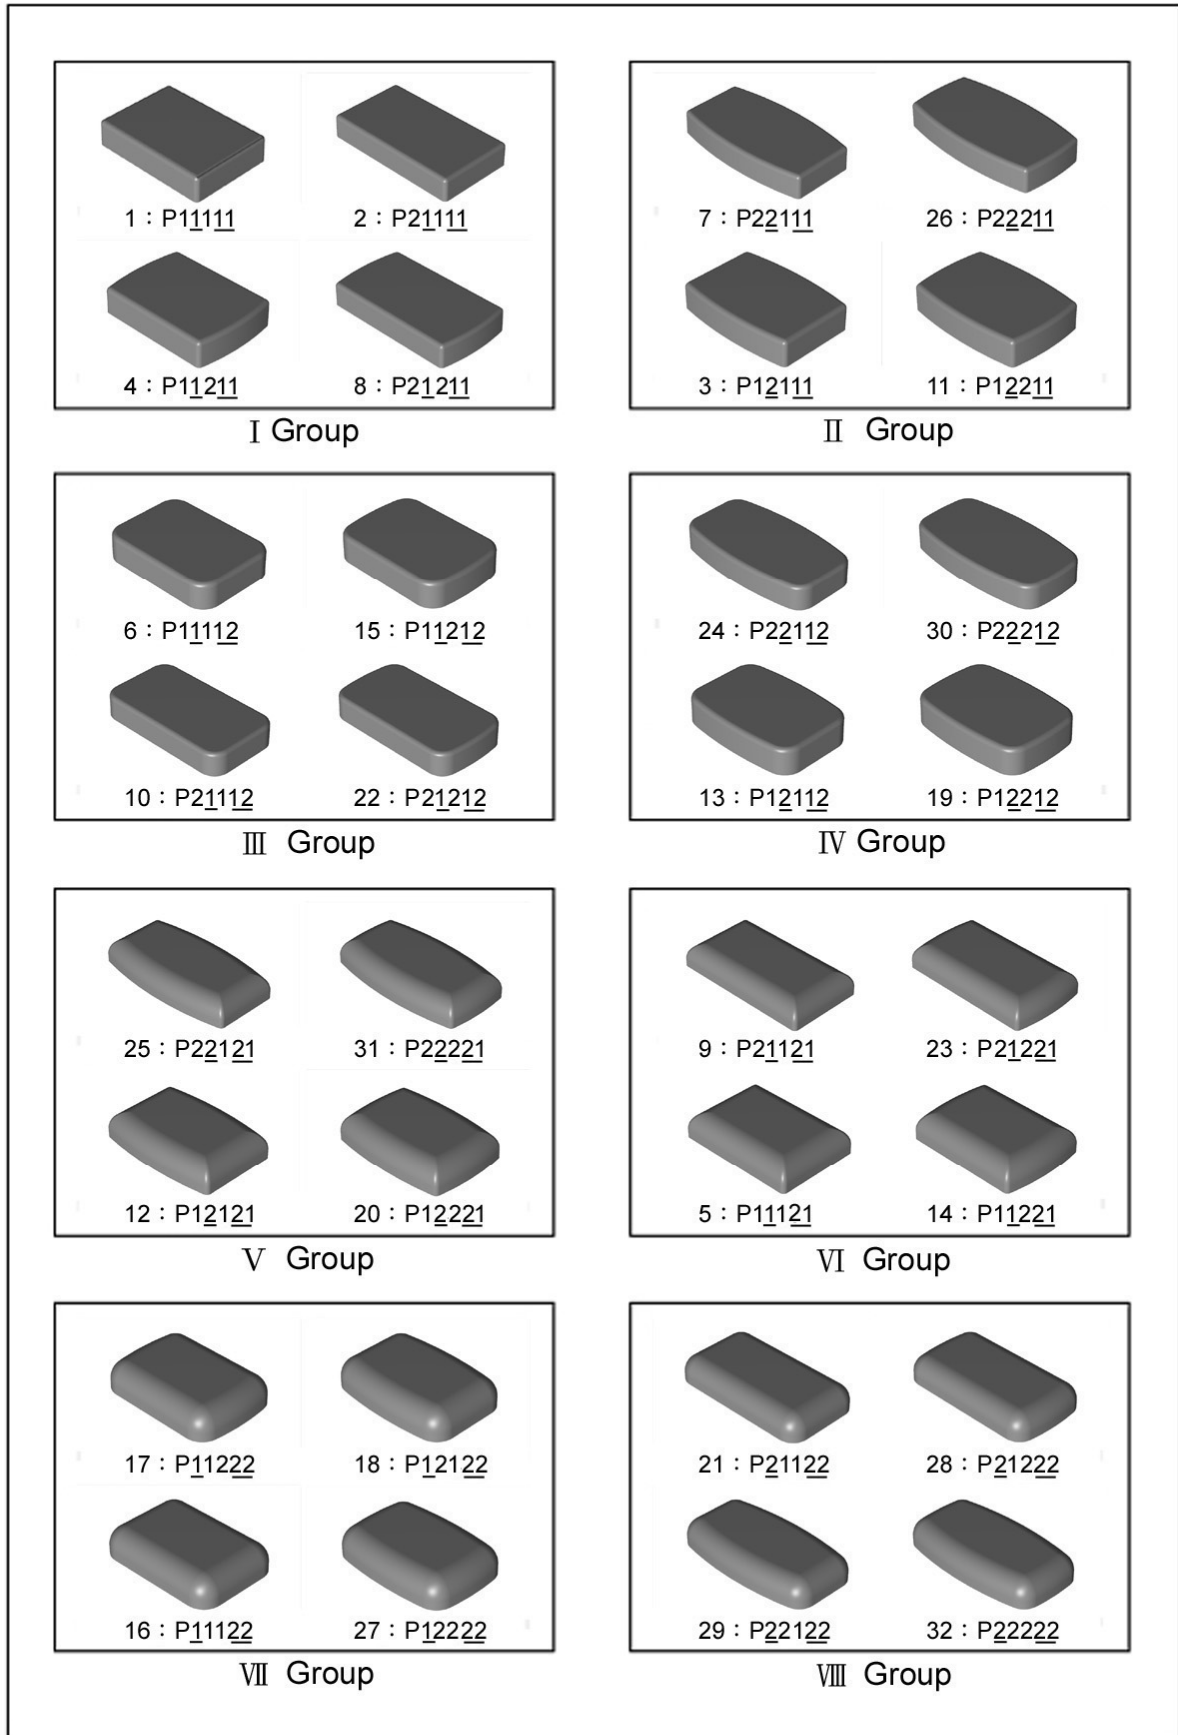 1：P11111 2：P21111
4：P11211 8：P21211
Ⅰ Group
7：P22111 26：P22211
3：P12111 11：P12211
Ⅱ Group
6：P11112 15：P11212
10：P21112 22：P21212
Ⅲ Group
24：P22112 30：P22212
13：P12112 19：P12212
Ⅳ Group
25：P22121 31：P22221
12：P12121 20：P12221
Ⅴ Group
9：P21121 23：P21221
5：P11121 14：P11221
Ⅵ Group
17：P11222 18：P12122
16：P11122 27：P12222
Ⅶ Group
21：P21122 28：P21222
29：P22122 32：P22222
Ⅷ Group